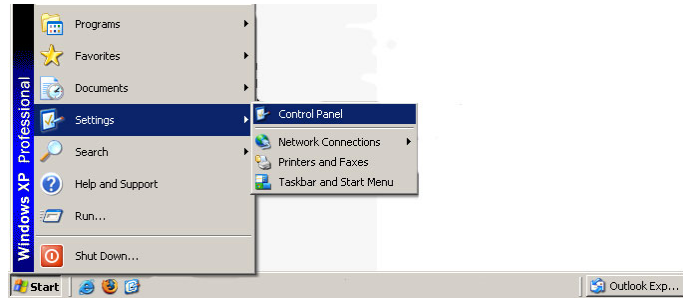 Programs
Favorites
Documents
Settings
Search
Help and Support
Run...
Shut Down...
Windows XP Professional
Control Panel
Network Connections
Printers and Faxes
Taskbar and Start Menu
Start
Outlook Exp...